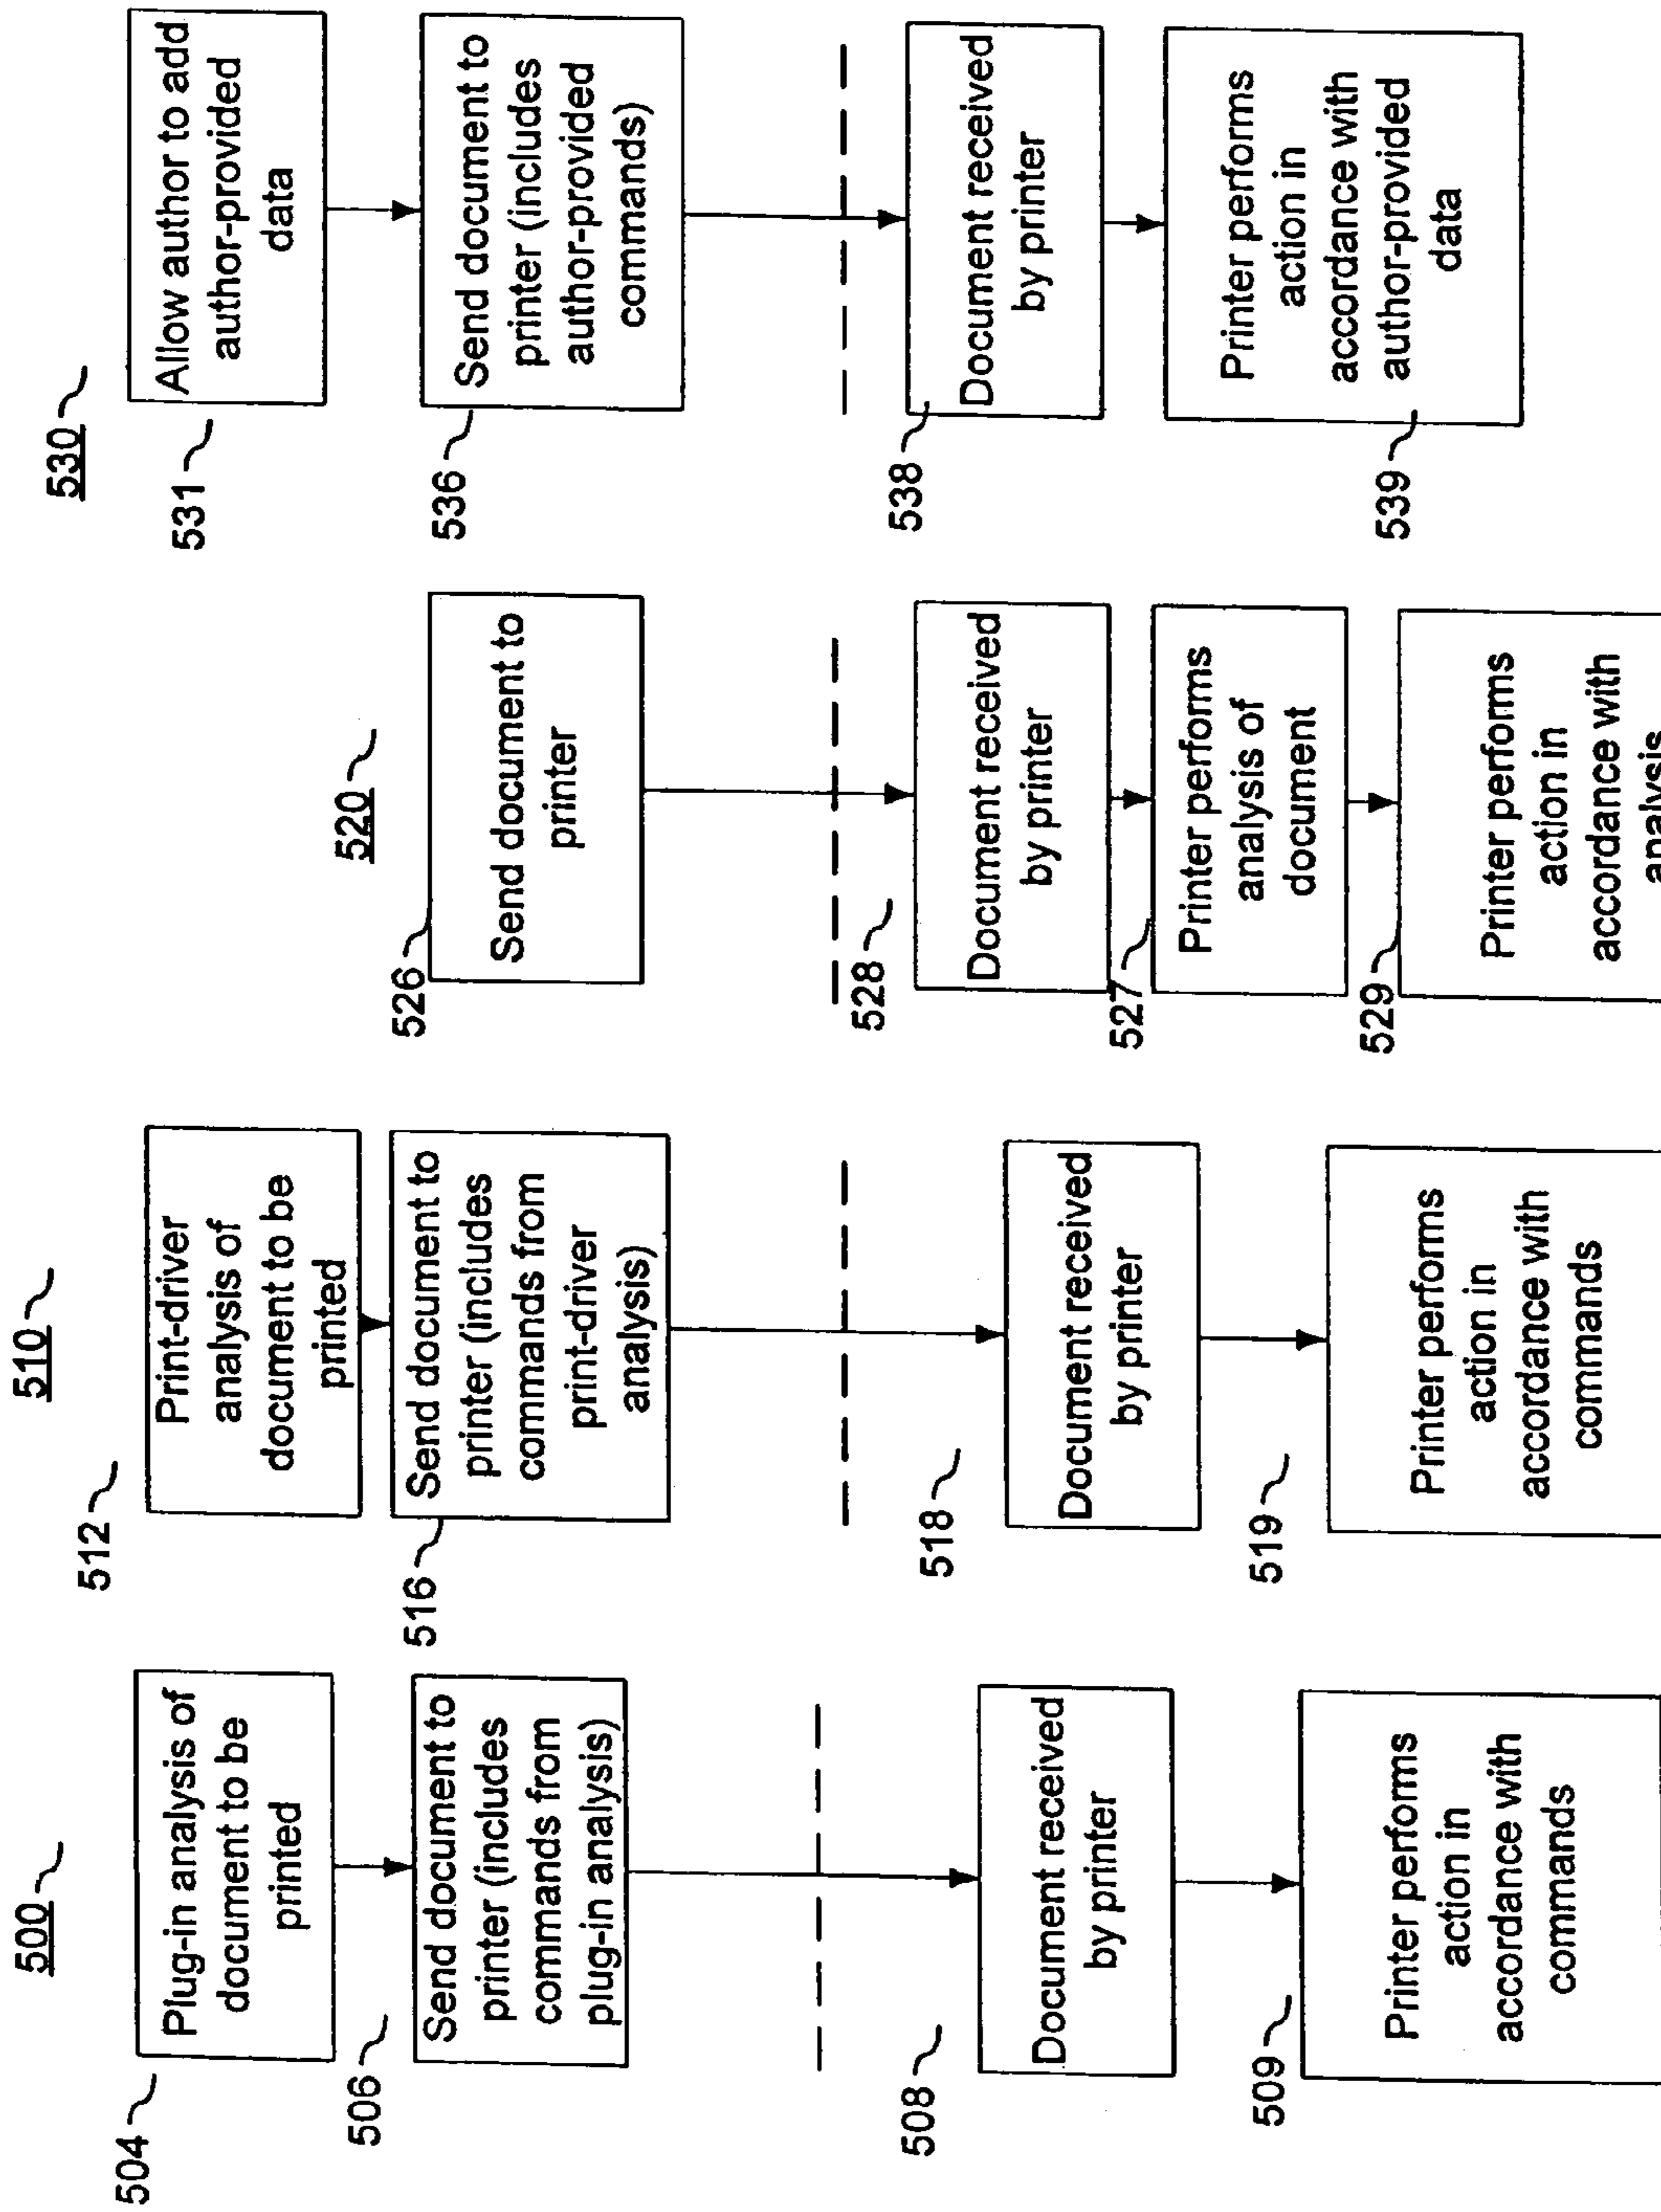 500
504
Plug-in analysis of
document to be
printed
506
Send document to
printer (includes
commands from
plug-in analysis)
508
Document received
by printer
509
Printer performs
action in
accordance with
commands
510
512
Print-driver
analysis of
document to be
printed
516
Send document to
printer (includes
commands from
print-driver
analysis)
518
Document received
by printer
519
Printer performs
action in
accordance with
commands
520
526
Send document to
printer
528
Document received
by printer
527
Printer performs
analysis of
document
529
Printer performs
action in
accordance with
analysis
530
531
Allow author to add
author-provided
data
536
Send document to
printer (includes
author-provided
commands)
538
Document received
by printer
539
Printer performs
action in
accordance with
author-provided
data